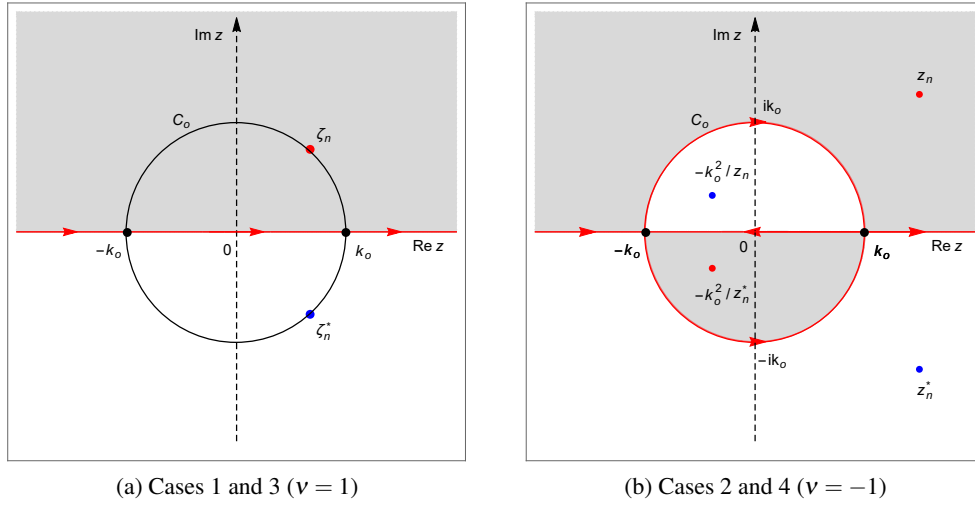 Im z
C_o
ζ_n
-k_o
0
k_o
Re z
ζ_n^*
(a) Cases 1 and 3 (ν = 1)
Im z
z_n
C_o
ik_o
-k_o^2 / z_n
-k_o
0
k_o
Re z
-k_o^2 / z_n^*
-ik_o
z_n^*
(b) Cases 2 and 4 (ν = −1)